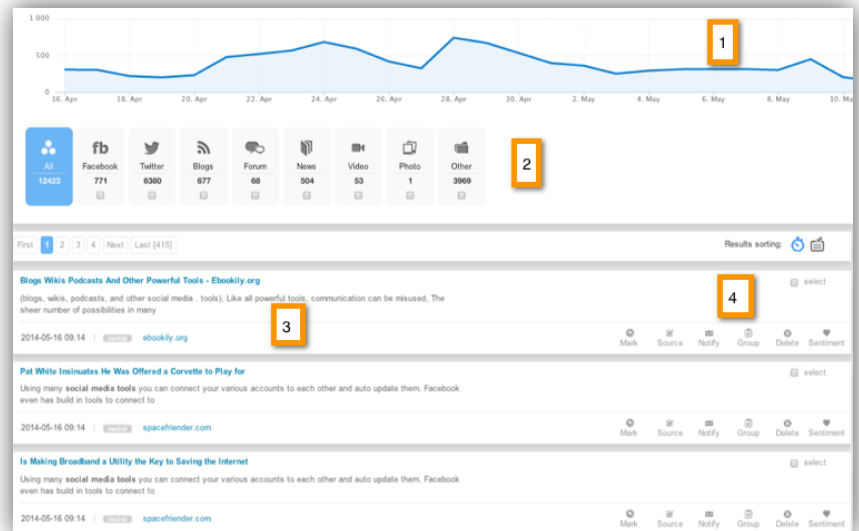 1 000
500
0
16. Apr 18. Apr 20. Apr 22. Apr 24. Apr 26. Apr 28. Apr 30. Apr 2. May 4. May 6. May 8. May 10. Ma
1
fb
All Facebook Twitter Blogs Forum News Video Photo Other
12423 771 6380 677 68 504 53 1 3969
2
First 1 2 3 4 Next Last [415] Results sorting:
Blogs Wikis Podcasts And Other Powerful Tools - Ebookily.org select
(blogs, wikis, podcasts, and other social media . tools), Like all powerful tools, communication can be misused, The
sheer number of possibilities in many
3
4
2014-05-16 09:14 | neutral ebookily.org Mark Source Notify Group Delete Sentiment
Pat White Insinuates He Was Offered a Corvette to Play for select
Using many social media tools you can connect your various accounts to each other and auto update them. Facebook
even has build in tools to connect to
2014-05-16 09:14 | neutral spacefriender.com Mark Source Notify Group Delete Sentiment
Is Making Broadband a Utility the Key to Saving the Internet select
Using many social media tools you can connect your various accounts to each other and auto update them. Facebook
even has build in tools to connect to
2014-05-16 09:14 | neutral spacefriender.com Mark Source Notify Group Delete Sentiment